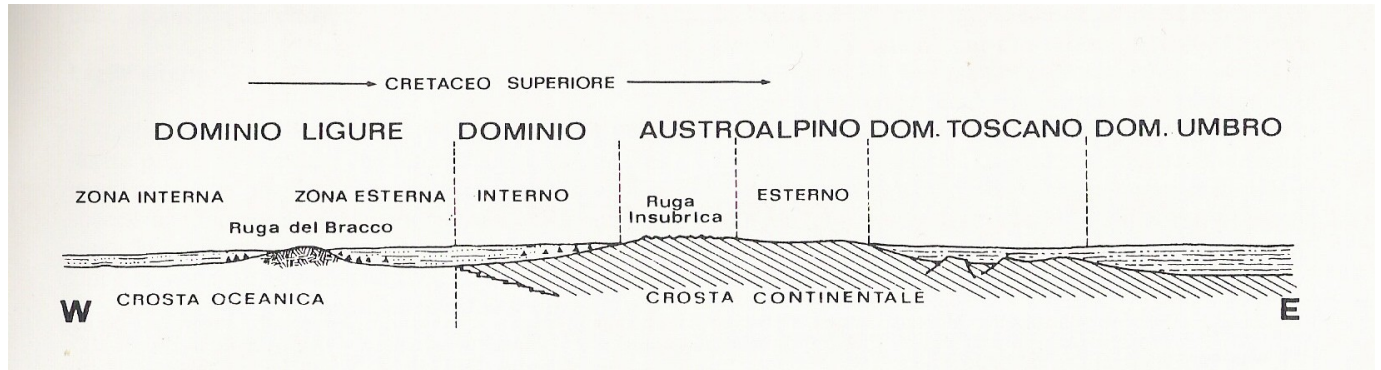 CRETACEO SUPERIORE
DOMINIO LIGURE DOMINIO AUSTROALPINO DOM. TOSCANO DOM. UMBRO
ZONA INTERNA ZONA ESTERNA INTERNO Ruga Insubrica ESTERNO
Ruga del Bracco
CROSTA OCEANICA CROSTA CONTINENTALE
W E